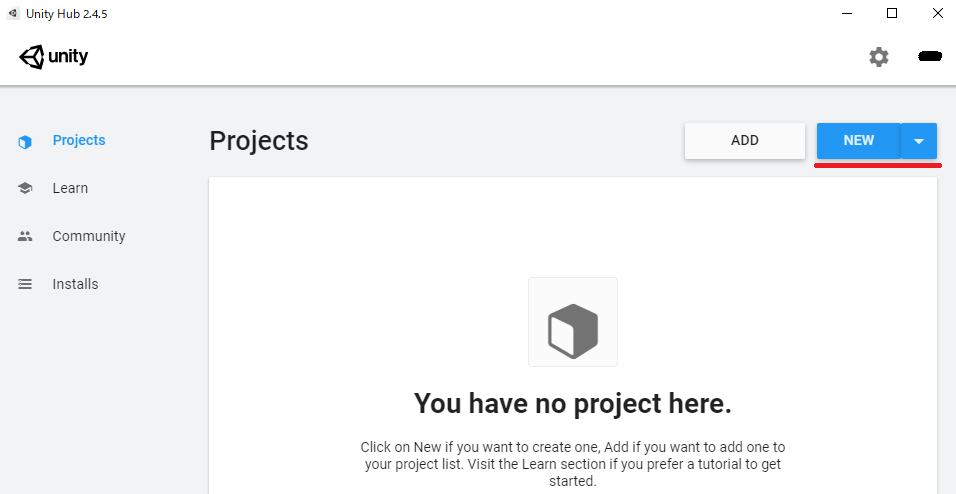 Unity Hub 2.4.5
unity
Projects
Learn
Community
Installs
Projects
ADD
NEW
You have no project here.
Click on New if you want to create one, Add if you want to add one to
your project list. Visit the Learn section if you prefer a tutorial to get
started.